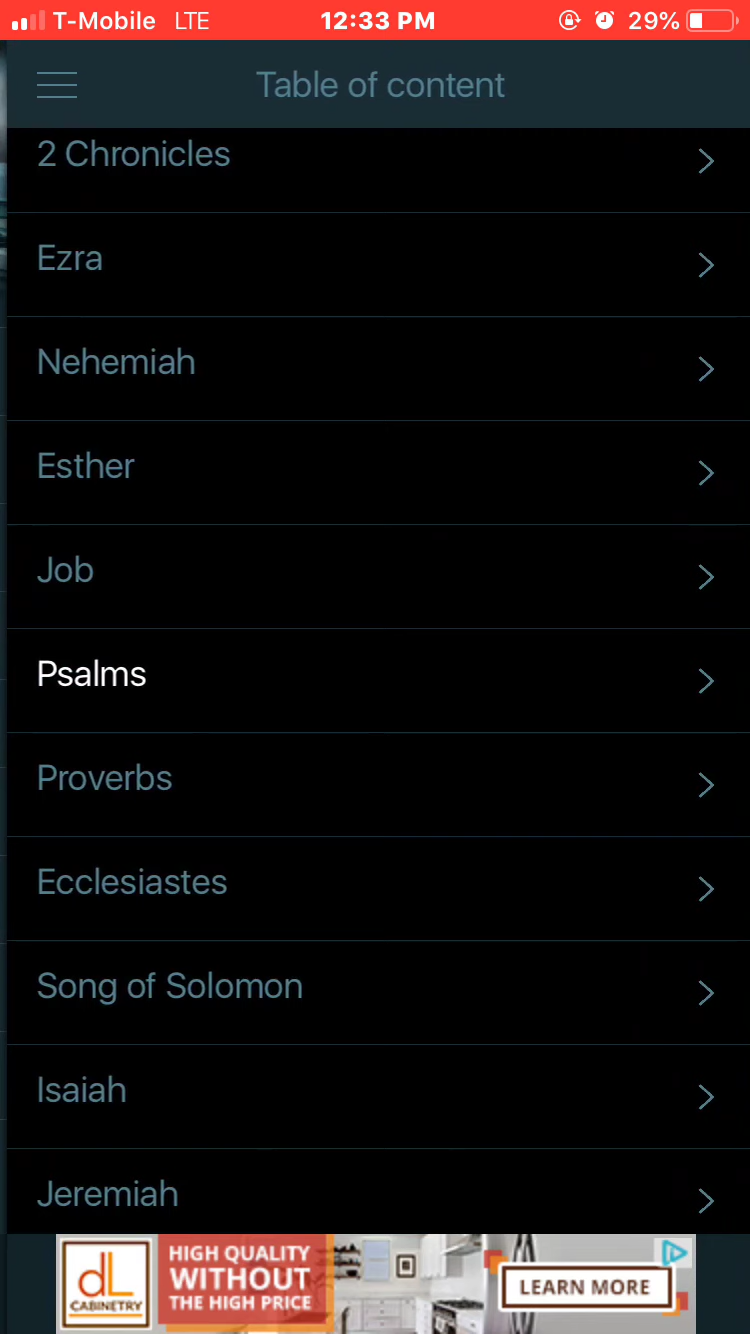 T-Mobile LTE 12:33 PM 29%
Table of content
2 Chronicles
Ezra
Nehemiah
Esther
Job
Psalms
Proverbs
Ecclesiastes
Song of Solomon
Isaiah
Jeremiah
dL
CABINETRY
HIGH QUALITY
WITHOUT
THE HIGH PRICE
LEARN MORE